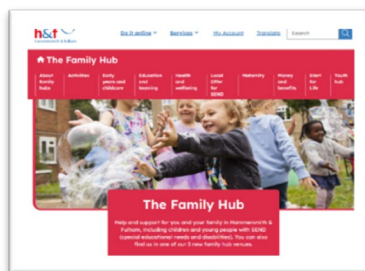 h&f
hammersmith & fulham
Do it online
Services
My Account
Translate
Search
The Family Hub
About family hubs
Activities
Early years and childcare
Education and learning
Health and wellbeing
Local Offer for SEND
Maternity
Money and benefits
Start for Life
Youth hub
The Family Hub
Help and support for you and your family in Hammersmith &
Fulham, including children and young people with SEND
(special educational needs and disabilities). You can also
find us in one of our 3 new family hub venues.